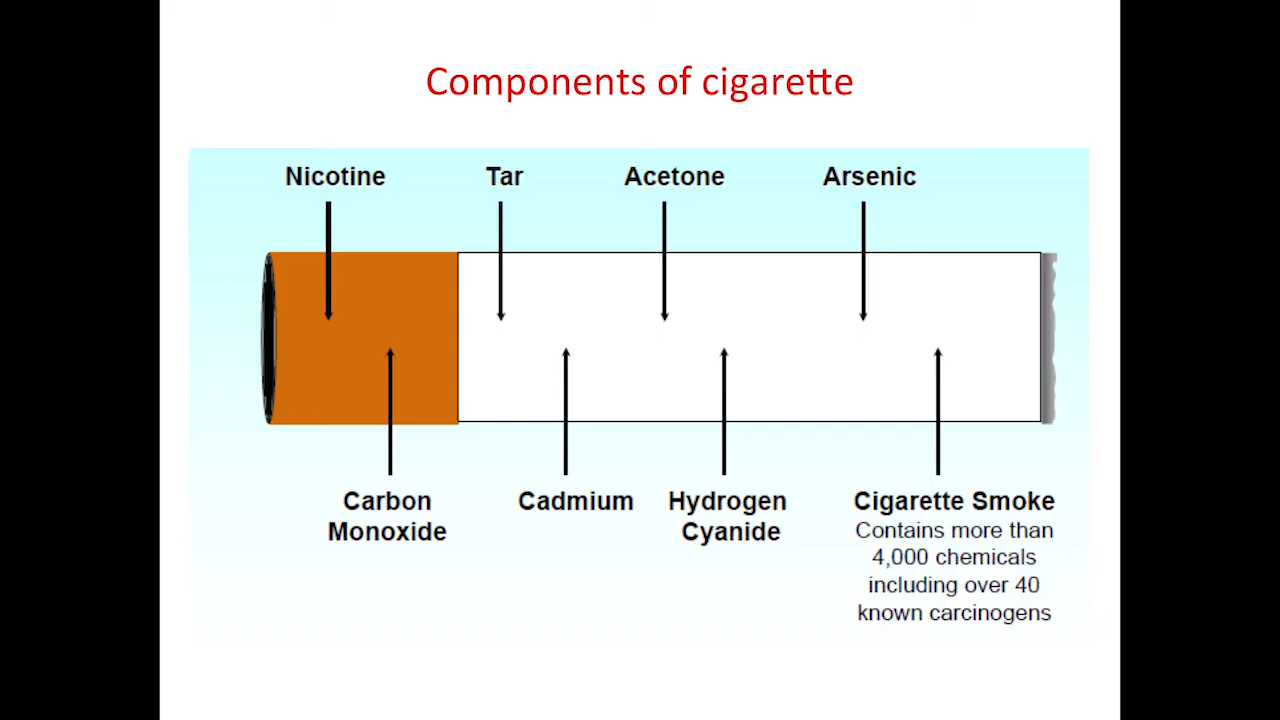 Components of cigarette
Nicotine
Tar
Acetone
Arsenic
Carbon
Monoxide
Cadmium
Hydrogen
Cyanide
Cigarette Smoke
Contains more than
4,000 chemicals
including over 40
known carcinogens